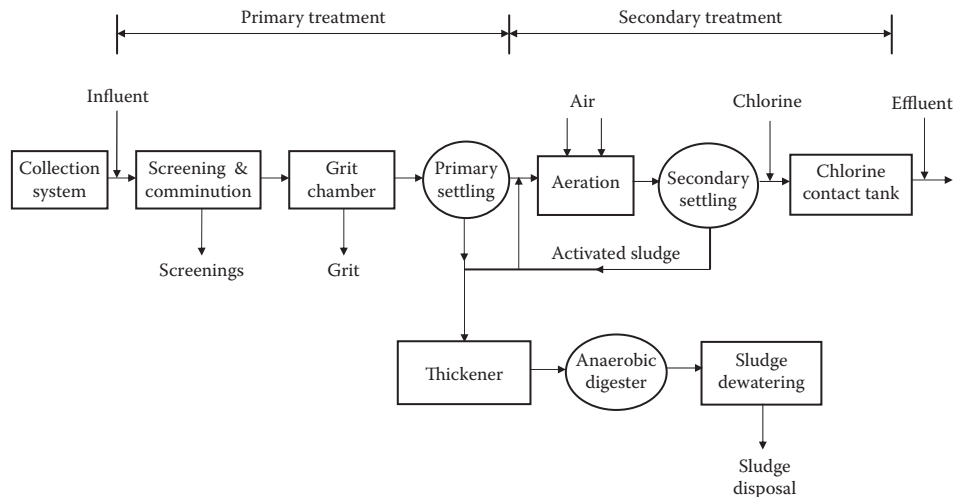 Primary treatment
Secondary treatment
Influent
Air
Chlorine
Effluent
Collection
system
Screening &
comminution
Grit
chamber
Primary
settling
Aeration
Secondary
settling
Chlorine
contact tank
Screenings
Grit
Activated sludge
Thickener
Anaerobic
digester
Sludge
dewatering
Sludge
disposal